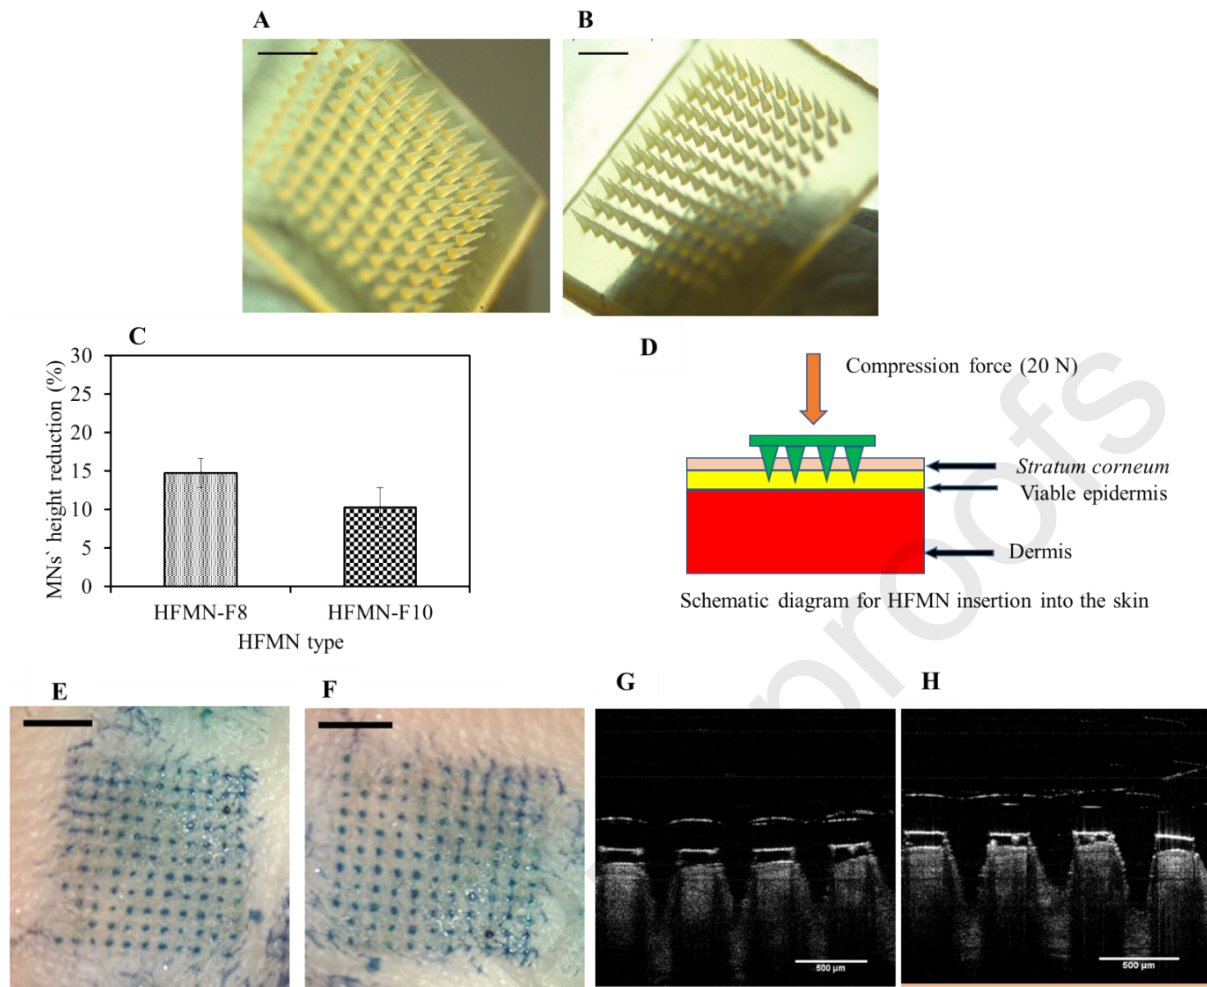 A
B
C
MNs` height reduction (%)
30
25
20
15
10
5
0
HFMN-F8
HFMN-F10
HFMN type
D
Compression force (20 N)
Stratum corneum
Viable epidermis
Dermis
Schematic diagram for HFMN insertion into the skin
E
F
G
H
500 µm
500 µm
proofs